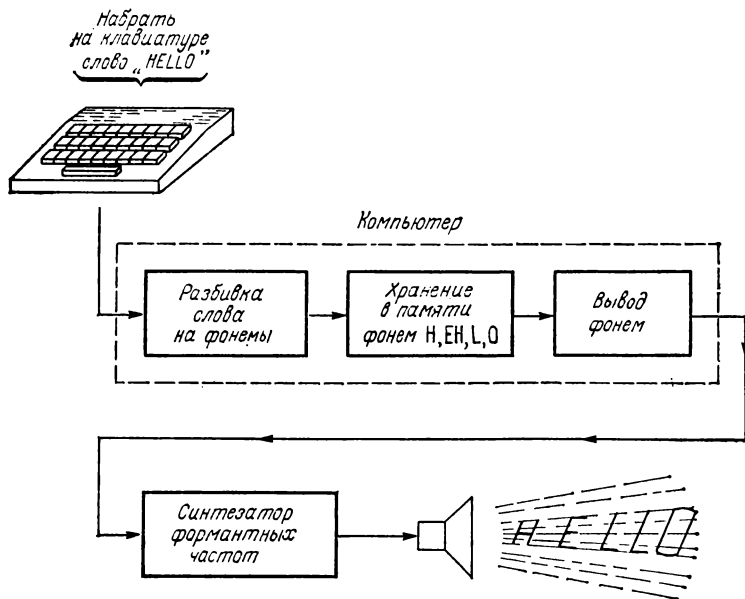 Набрать
на клавиатуре
слово „HELLO"
Компьютер
Разбивка
слова
на фонемы
Хранение
в памяти
фонем H,EH,L,O
Вывод
фонем
Синтезатор
формантных
частот
HELLO